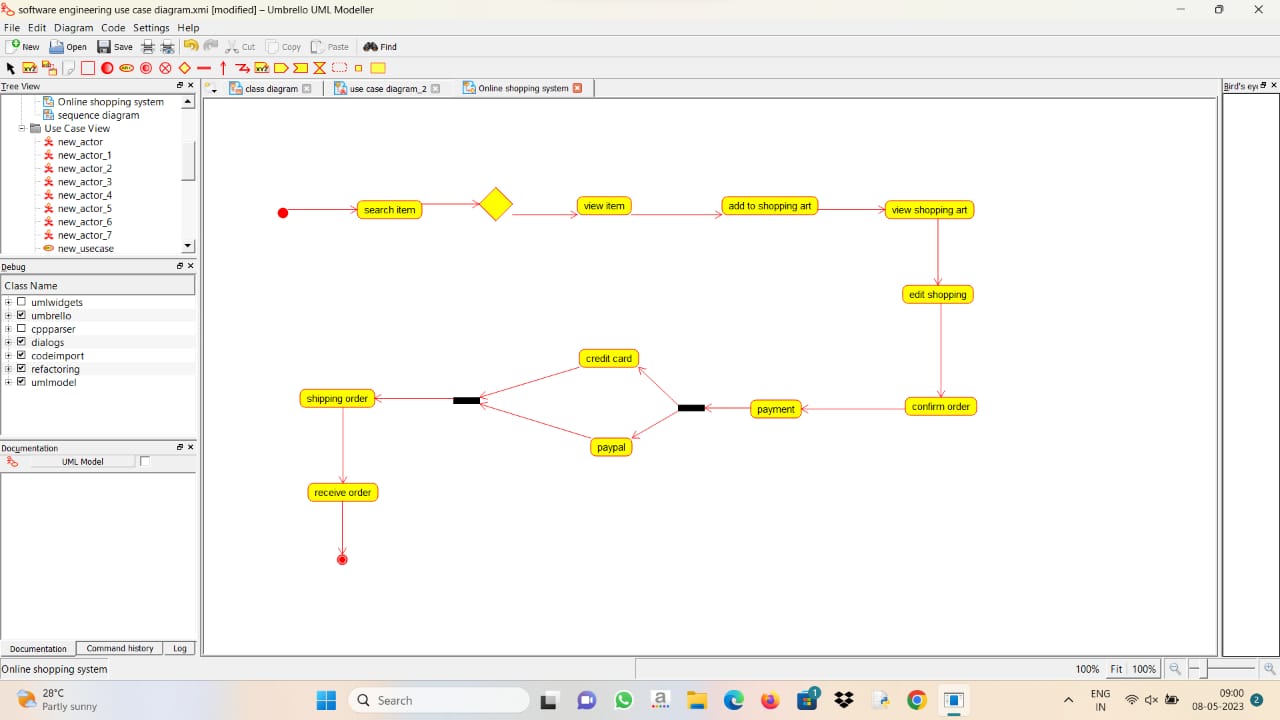 software engineering use case diagram.xmi [modified] – Umbrello UML Modeller
File Edit Diagram Code Settings Help
New Open Save Cut Copy Paste Find
Tree View
Online shopping system
sequence diagram
Use Case View
new_actor
new_actor_1
new_actor_2
new_actor_3
new_actor_4
new_actor_5
new_actor_6
new_actor_7
new_usecase
Debug
Class Name
umlwidgets
umbrello
cppparser
dialogs
codeimport
refactoring
umlmodel
Documentation
UML Model
Documentation Command history Log
class diagram use case diagram_2 Online shopping system
Bird's ey
search item
view item
add to shopping art
view shopping art
edit shopping
confirm order
payment
credit card
paypal
shipping order
receive order
Online shopping system
100% Fit 100%
28°C
Partly sunny
Search
a
1
ENG
IN
09:00
08-05-2023
2